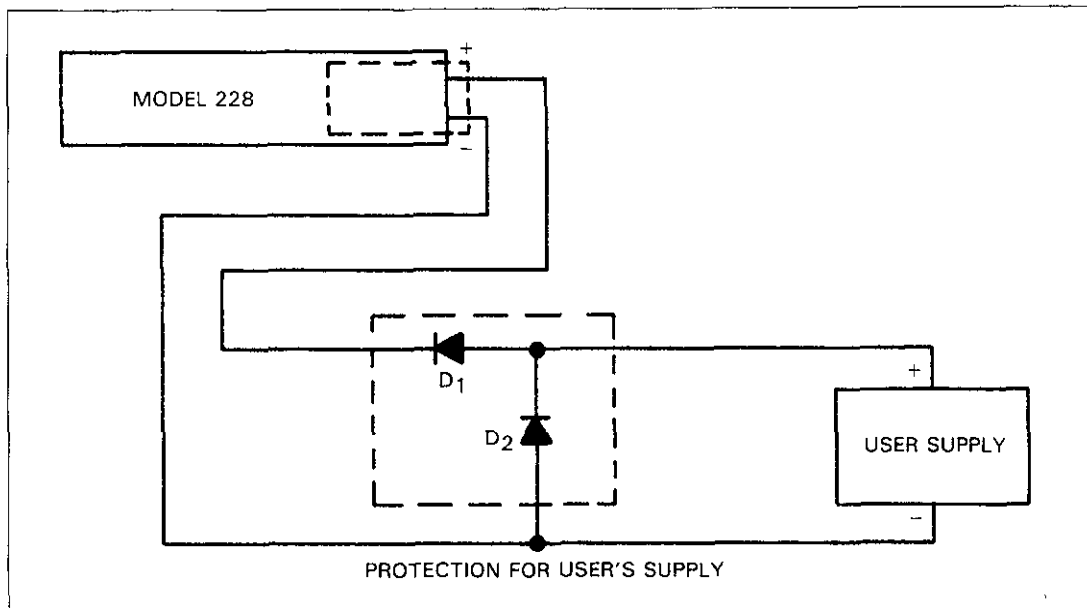 +
MODEL 228
−
D1
+
D2
USER SUPPLY
−
PROTECTION FOR USER'S SUPPLY